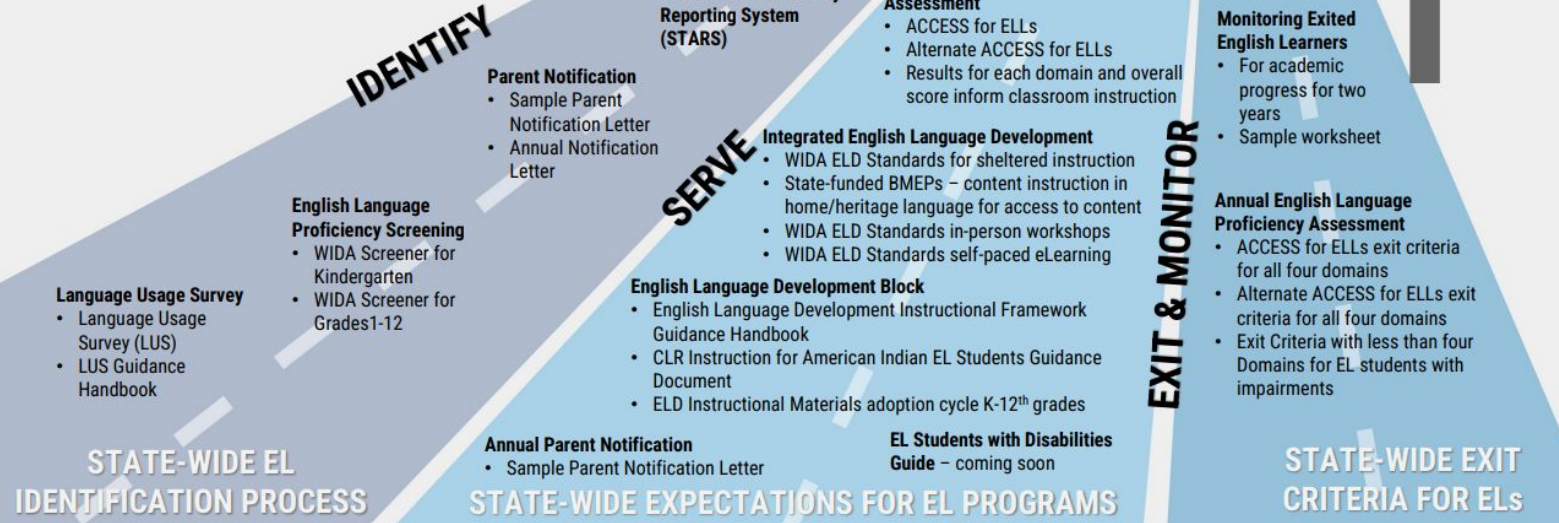 IDENTIFY
Reporting System
(STARS)
Parent Notification
• Sample Parent
Notification Letter
• Annual Notification
Letter
English Language
Proficiency Screening
• WIDA Screener for
Kindergarten
• WIDA Screener for
Grades1-12
Language Usage Survey
• Language Usage
Survey (LUS)
• LUS Guidance
Handbook
STATE-WIDE EL
IDENTIFICATION PROCESS
SERVE
Assessment
• ACCESS for ELLs
• Alternate ACCESS for ELLs
• Results for each domain and overall
score inform classroom instruction
Integrated English Language Development
• WIDA ELD Standards for sheltered instruction
• State-funded BMEPs – content instruction in
home/heritage language for access to content
• WIDA ELD Standards in-person workshops
• WIDA ELD Standards self-paced eLearning
English Language Development Block
• English Language Development Instructional Framework
Guidance Handbook
• CLR Instruction for American Indian EL Students Guidance
Document
• ELD Instructional Materials adoption cycle K-12th grades
Annual Parent Notification
• Sample Parent Notification Letter
EL Students with Disabilities
Guide – coming soon
STATE-WIDE EXPECTATIONS FOR EL PROGRAMS
EXIT & MONITOR
Monitoring Exited
English Learners
• For academic
progress for two
years
• Sample worksheet
Annual English Language
Proficiency Assessment
• ACCESS for ELLs exit criteria
for all four domains
• Alternate ACCESS for ELLs exit
criteria for all four domains
• Exit Criteria with less than four
Domains for EL students with
impairments
STATE-WIDE EXIT
CRITERIA FOR ELs